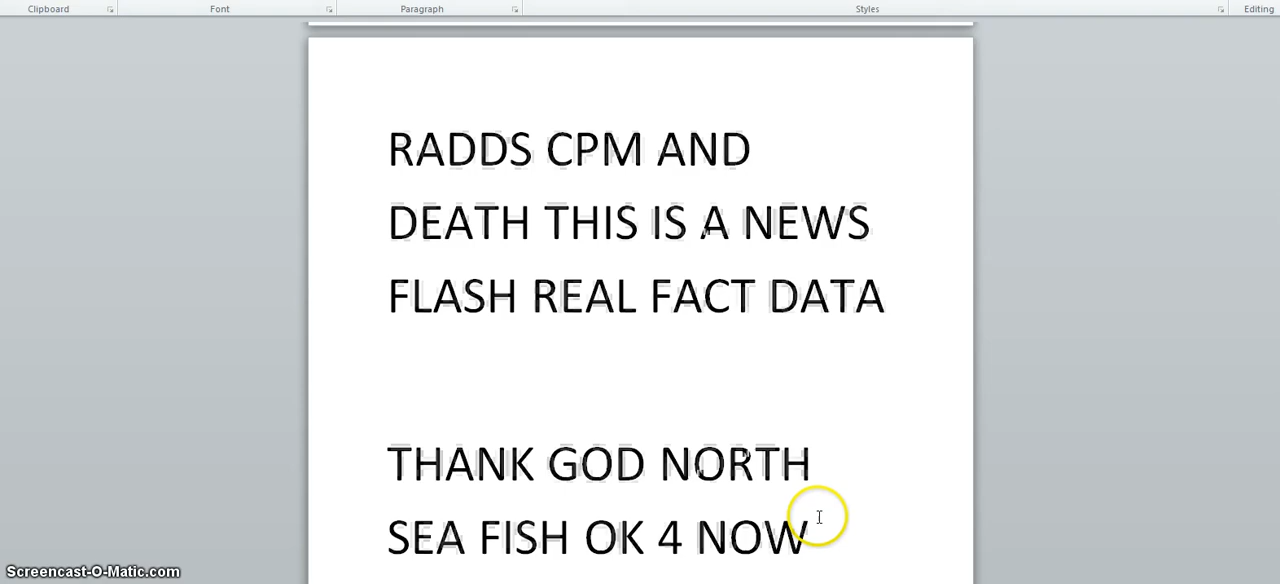 Clipboard Font Paragraph Styles Editing
RADDS CPM AND
DEATH THIS IS A NEWS
FLASH REAL FACT DATA
THANK GOD NORTH
SEA FISH OK 4 NOW
Screencast-O-Matic.com